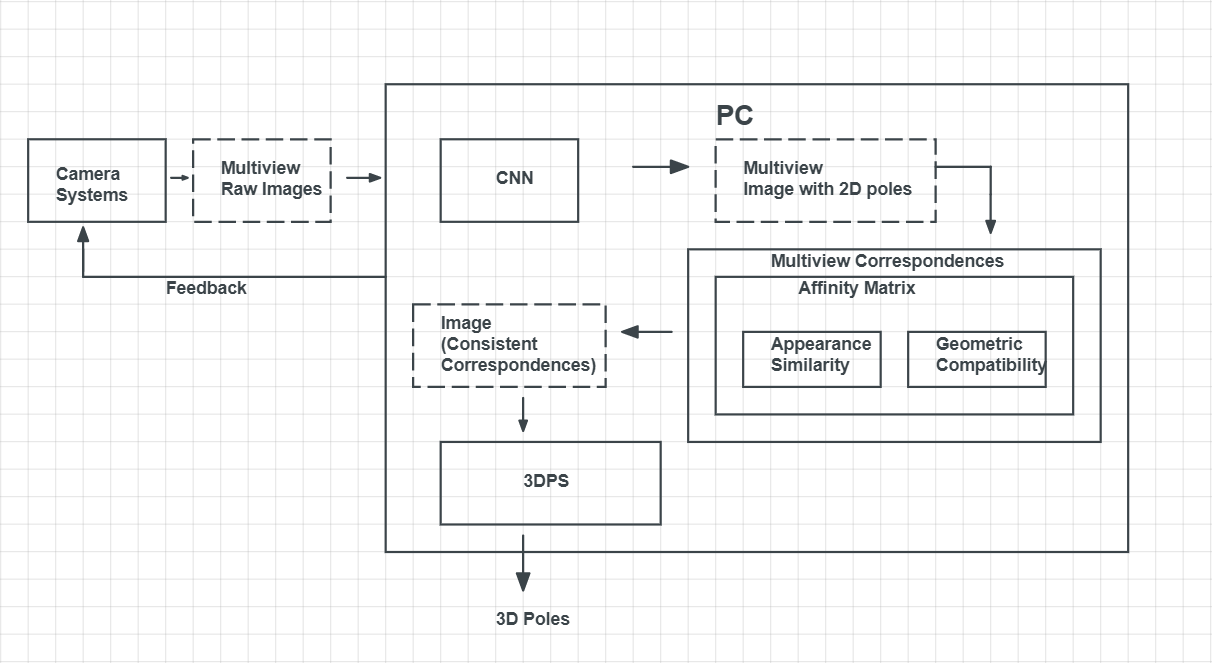 PC
Camera
Systems
Multiview
Raw Images
CNN
Multiview
Image with 2D poles
Feedback
Multiview Correspondences
Affinity Matrix
Appearance
Similarity
Geometric
Compatibility
Image
(Consistent
Correspondences)
3DPS
3D Poles